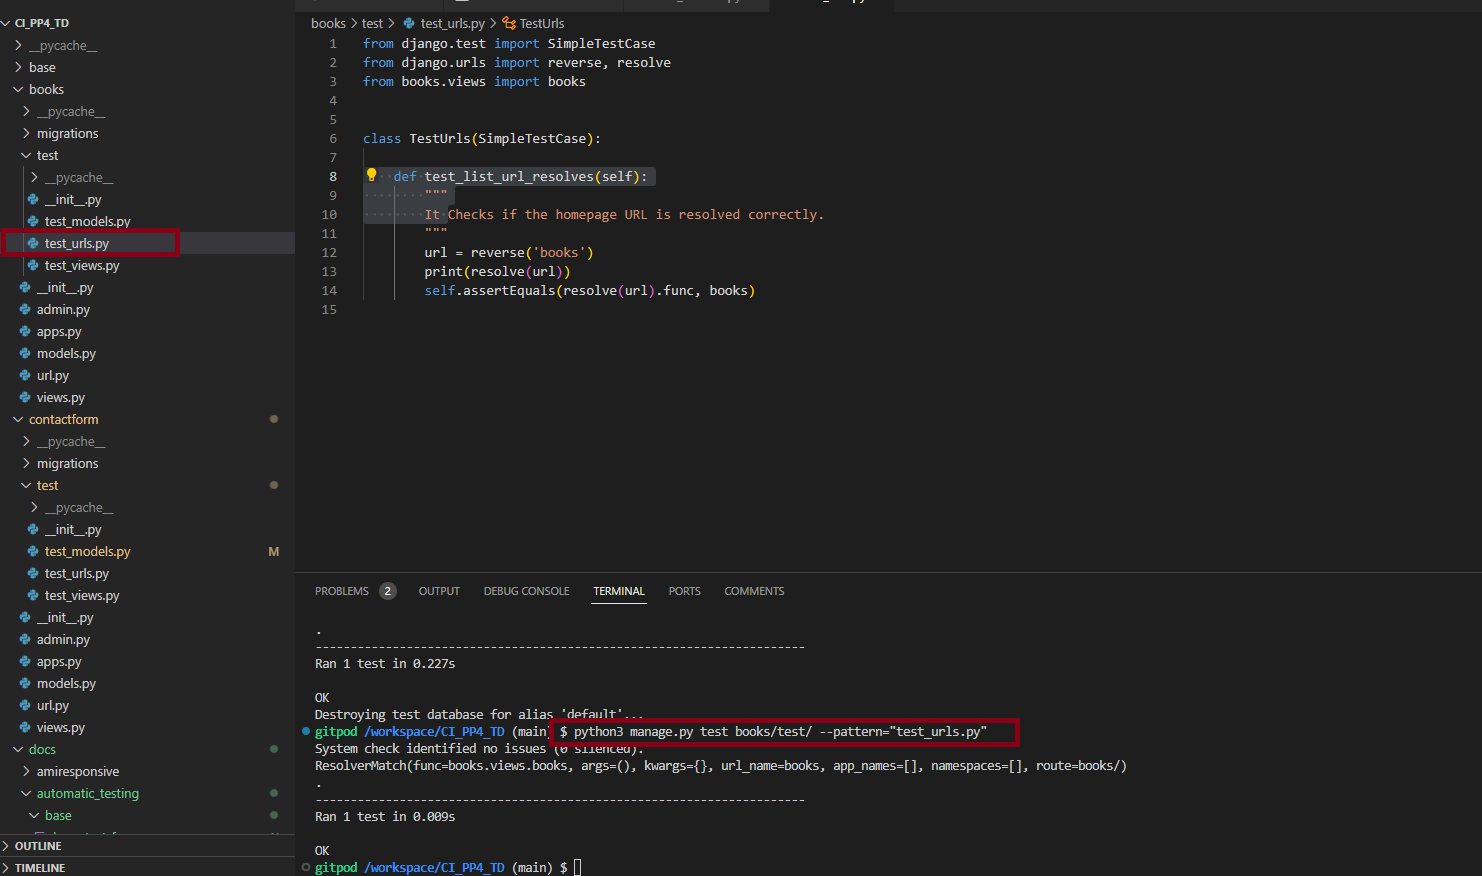 CI_PP4_TD
__pycache__
base
books
__pycache__
migrations
test
__pycache__
__init__.py
test_models.py
test_urls.py
test_views.py
__init__.py
admin.py
apps.py
models.py
url.py
views.py
contactform
__pycache__
migrations
test
__pycache__
__init__.py
test_models.py M
test_urls.py
test_views.py
__init__.py
admin.py
apps.py
models.py
url.py
views.py
docs
amiresponsive
automatic_testing
base
OUTLINE
TIMELINE
books > test > test_urls.py > TestUrls
1 from django.test import SimpleTestCase
2 from django.urls import reverse, resolve
3 from books.views import books
4
5
6 class TestUrls(SimpleTestCase):
7
8 def test_list_url_resolves(self):
9 """
10 It Checks if the homepage URL is resolved correctly.
11 """
12 url = reverse('books')
13 print(resolve(url))
14 self.assertEquals(resolve(url).func, books)
15
PROBLEMS 2 OUTPUT DEBUG CONSOLE TERMINAL PORTS COMMENTS
.
----------------------------------------------------------------------
Ran 1 test in 0.227s
OK
Destroying test database for alias 'default'...
gitpod /workspace/CI_PP4_TD (main) $ python3 manage.py test books/test/ --pattern="test_urls.py"
System check identified no issues (0 silenced).
ResolverMatch(func=books.views.books, args=(), kwargs={}, url_name=books, app_names=[], namespaces=[], route=books/)
.
----------------------------------------------------------------------
Ran 1 test in 0.009s
OK
gitpod /workspace/CI_PP4_TD (main) $